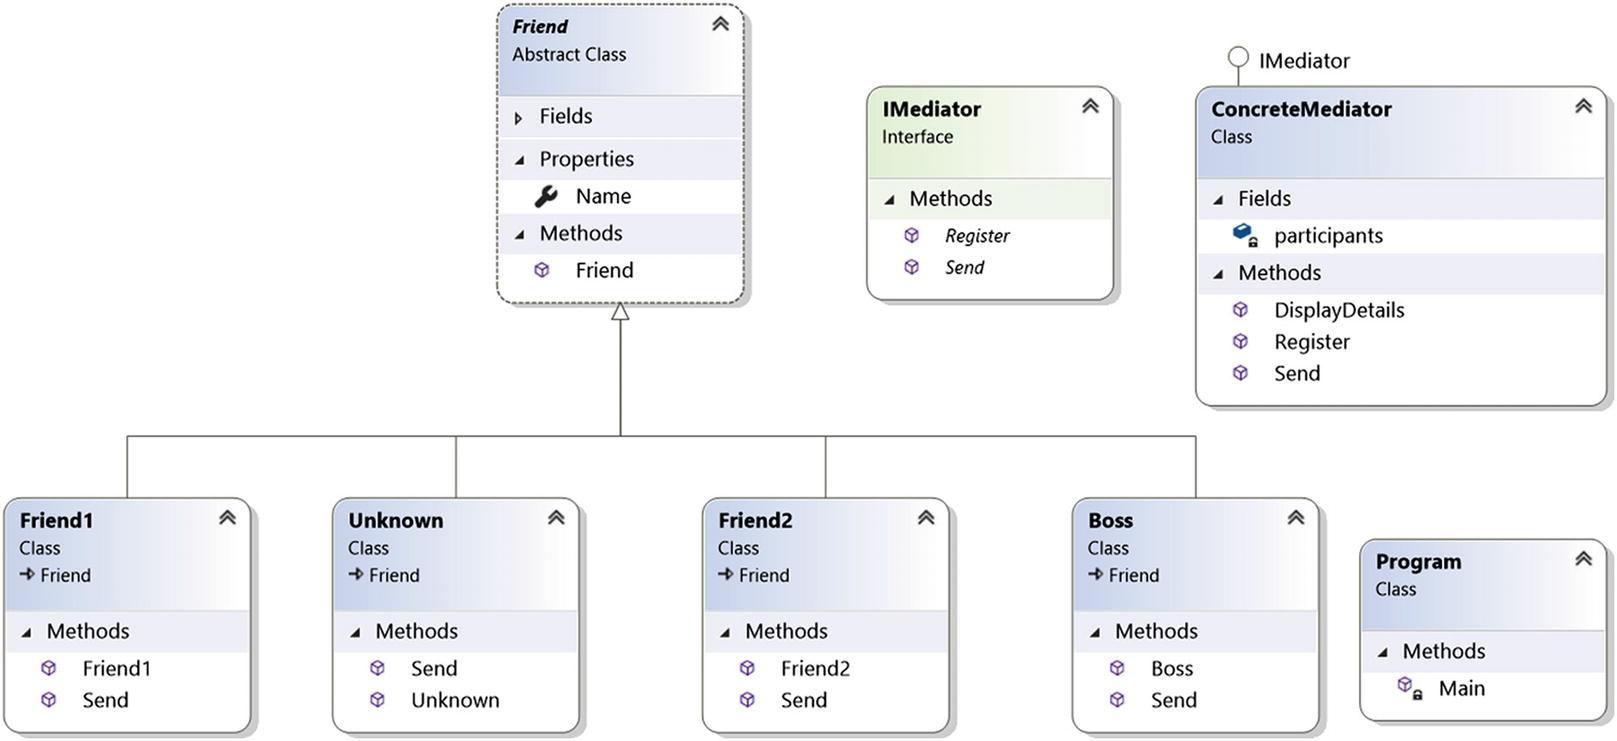 Friend
Abstract Class
Fields
Properties
Name
Methods
Friend
IMediator
Interface
Methods
Register
Send
IMediator
ConcreteMediator
Class
Fields
participants
Methods
DisplayDetails
Register
Send
Friend1
Class
Friend
Methods
Friend1
Send
Unknown
Class
Friend
Methods
Send
Unknown
Friend2
Class
Friend
Methods
Friend2
Send
Boss
Class
Friend
Methods
Boss
Send
Program
Class
Methods
Main